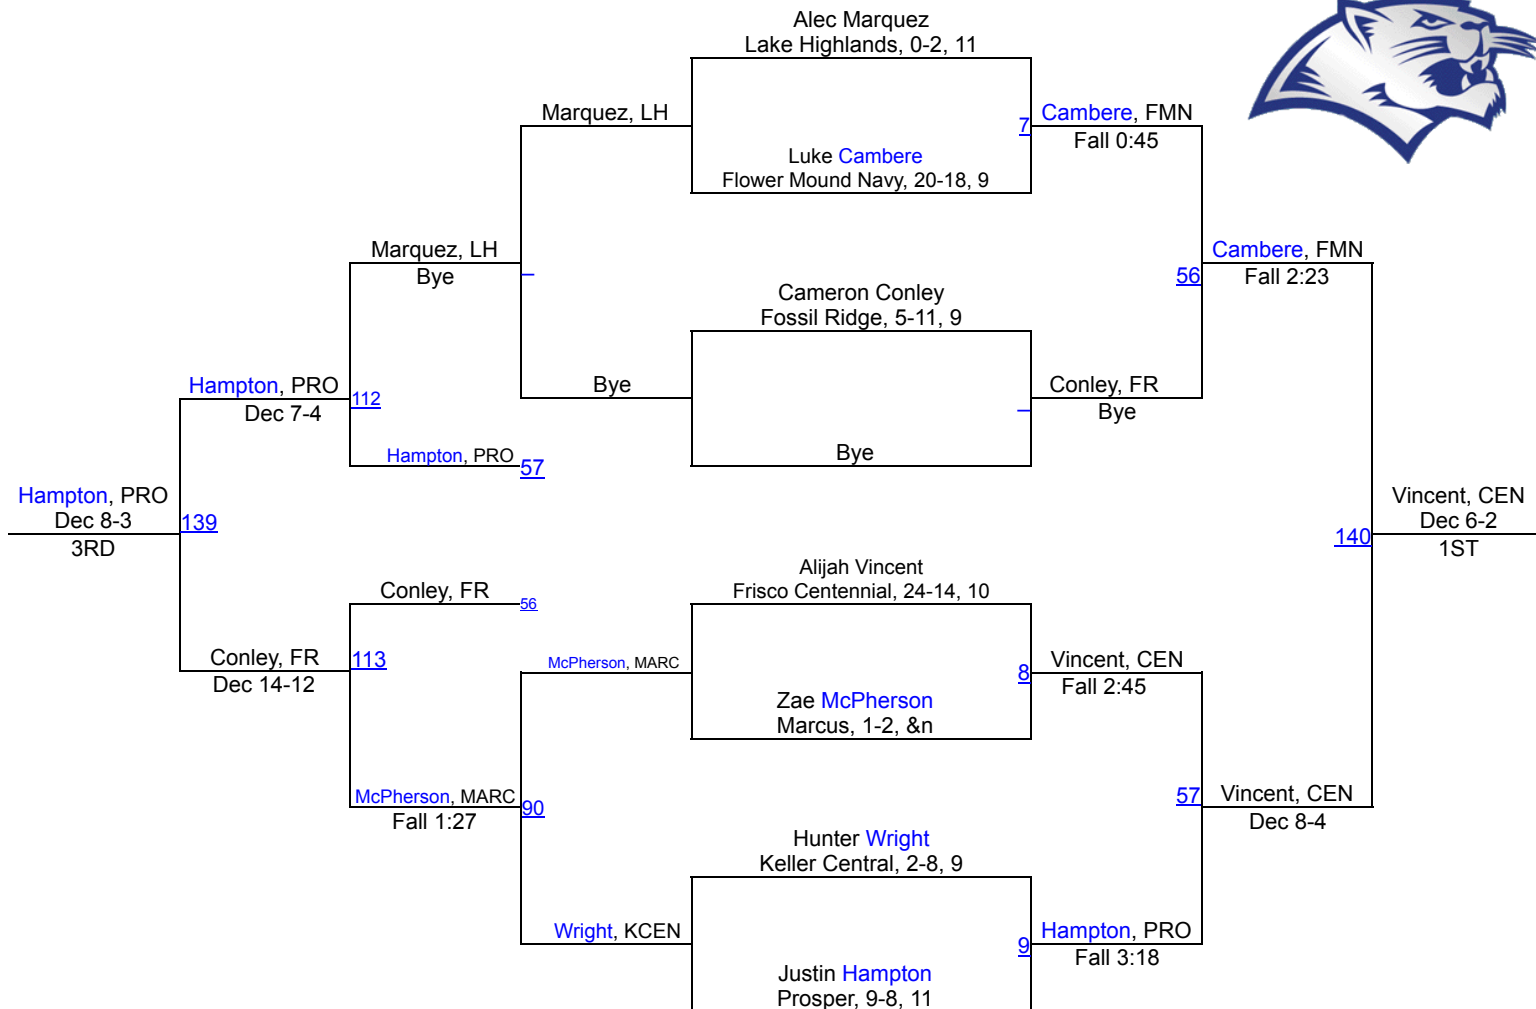 Alec Marquez
Lake Highlands, 0-2, 11
Marquez, LH
7
Cambere, FMN
Fall 0:45
Luke Cambere
Flower Mound Navy, 20-18, 9
Marquez, LH
Bye
–
Cambere, FMN
56
Fall 2:23
Cameron Conley
Fossil Ridge, 5-11, 9
Hampton, PRO
Dec 7-4
112
Bye
Conley, FR
–
Bye
Hampton, PRO
57
Bye
Hampton, PRO
Dec 8-3
139
3RD
Vincent, CEN
Dec 6-2
140
1ST
Alijah Vincent
Frisco Centennial, 24-14, 10
Conley, FR
56
Conley, FR
113
Dec 14-12
McPherson, MARC
8
Vincent, CEN
Fall 2:45
Zae McPherson
Marcus, 1-2, &n
McPherson, MARC
90
Fall 1:27
57
Vincent, CEN
Dec 8-4
Hunter Wright
Keller Central, 2-8, 9
Wright, KCEN
9
Hampton, PRO
Fall 3:18
Justin Hampton
Prosper, 9-8, 11